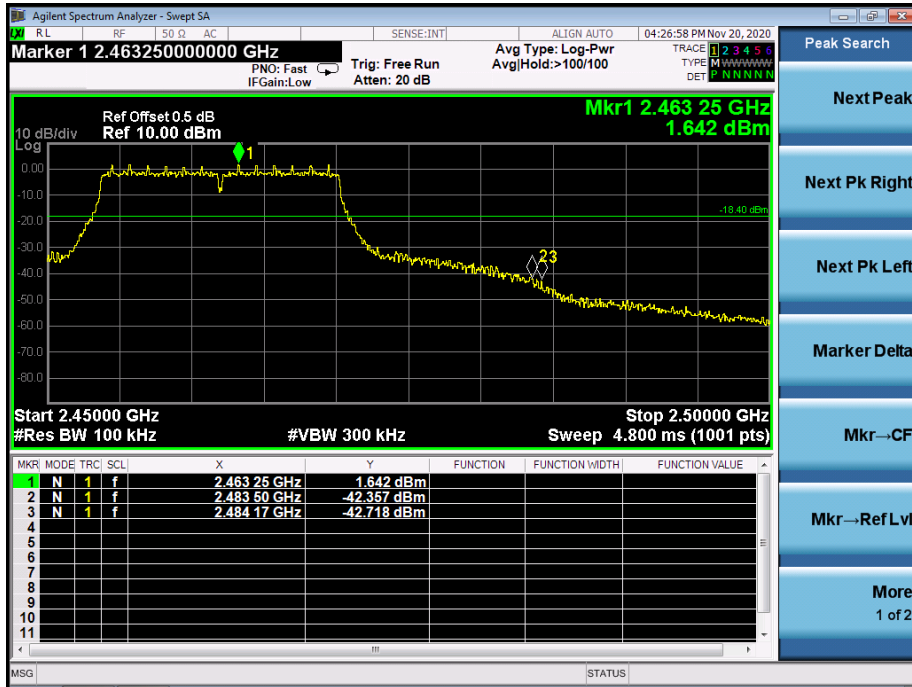 Agilent Spectrum Analyzer - Swept SA
LXI RL RF 50 Ω AC SENSE:INT ALIGN AUTO 04:26:58 PM Nov 20, 2020
Marker 1 2.463250000000 GHz
PNO: Fast
IFGain:Low
Trig: Free Run
Atten: 20 dB
Avg Type: Log-Pwr
Avg|Hold:>100/100
TRACE 1 2 3 4 5 6
TYPE M WWWWW
DET P N N N N N
Mkr1 2.463 25 GHz
1.642 dBm
Ref Offset 0.5 dB
10 dB/div Ref 10.00 dBm
Log
1
0.00
-10.0
-18.40 dBm
-20.0
-30.0
23
-40.0
-50.0
-60.0
-70.0
-80.0
Start 2.45000 GHz Stop 2.50000 GHz
#Res BW 100 kHz #VBW 300 kHz Sweep 4.800 ms (1001 pts)
MKR MODE TRC SCL X Y FUNCTION FUNCTION WIDTH FUNCTION VALUE
1 N 1 f 2.463 25 GHz 1.642 dBm
2 N 1 f 2.483 50 GHz -42.357 dBm
3 N 1 f 2.484 17 GHz -42.718 dBm
4
5
6
7
8
9
10
11
MSG STATUS
Peak Search
Next Peak
Next Pk Right
Next Pk Left
Marker Delta
Mkr→CF
Mkr→Ref Lvl
More
1 of 2